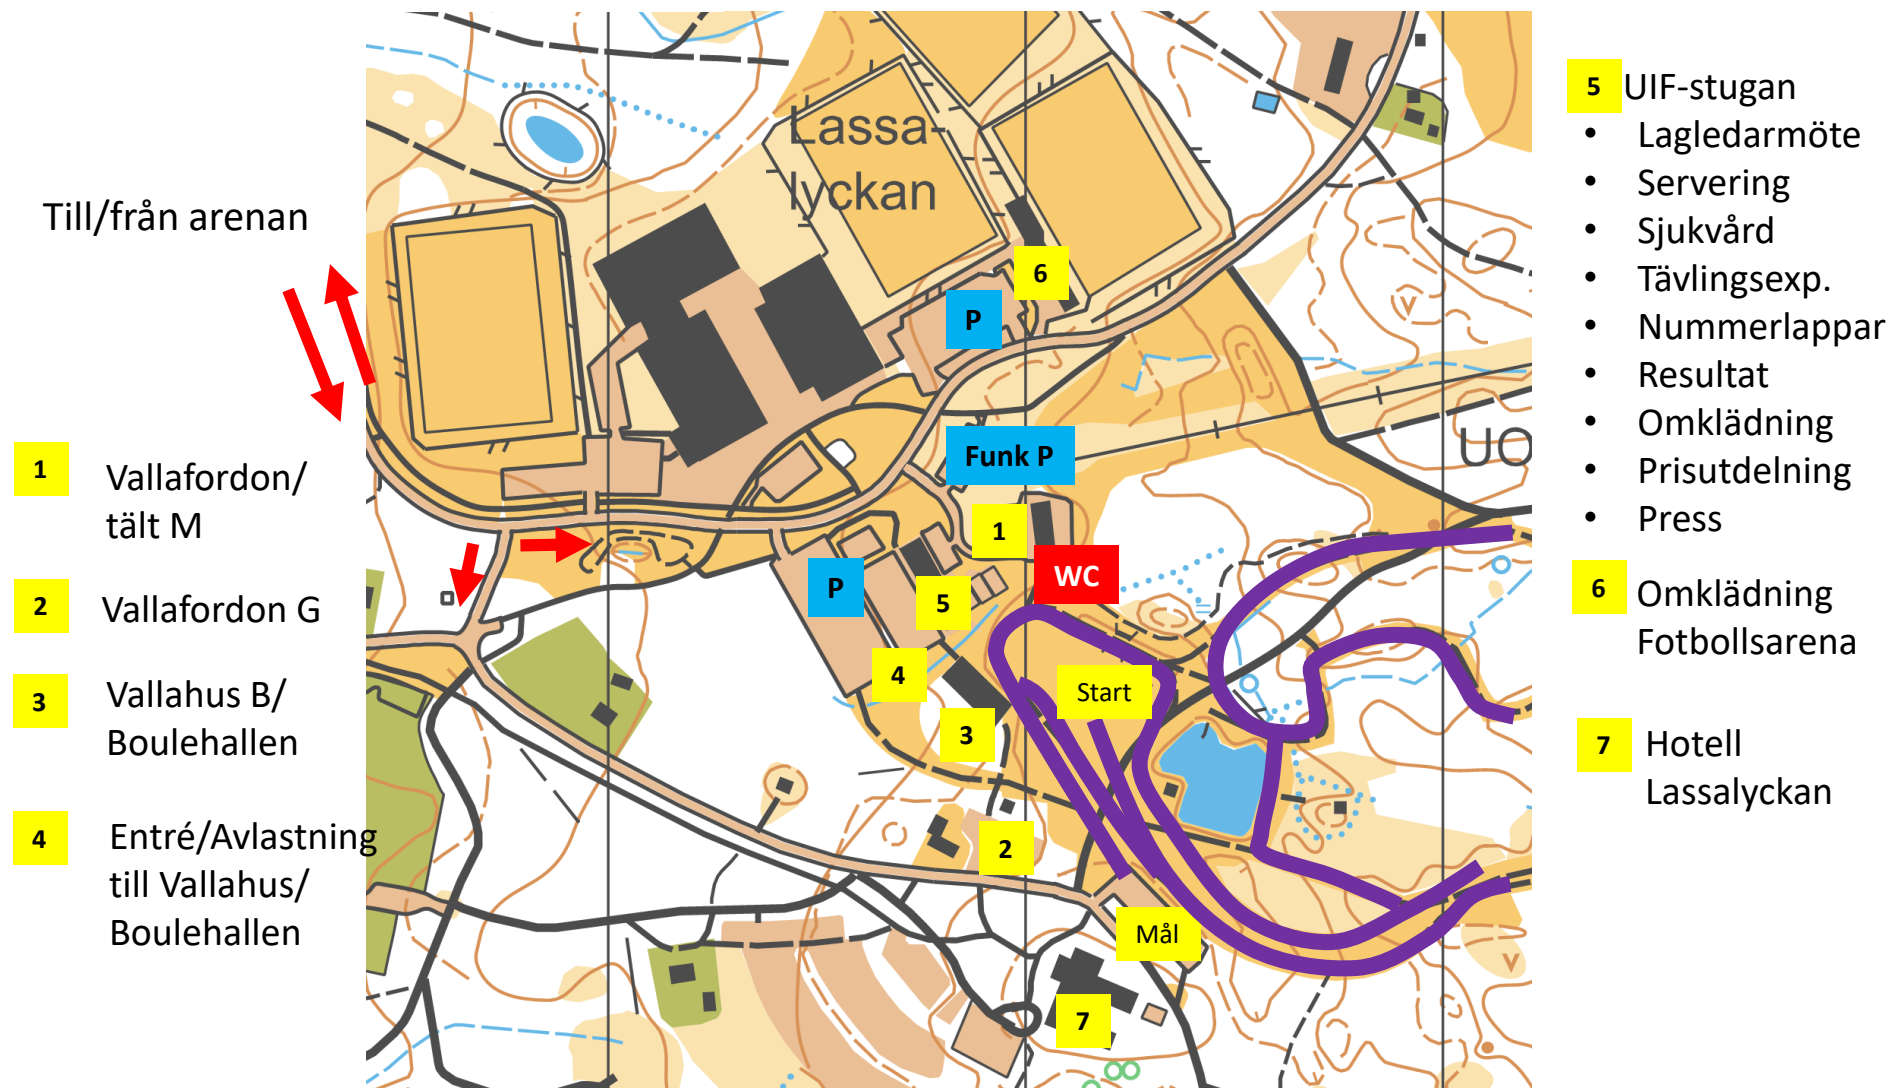 Till/från arenan
1
Vallafordon/
tält M
2
Vallafordon G
3
Vallahus B/
Boulehallen
4
Entré/Avlastning
till Vallahus/
Boulehallen
Lassa-
lyckan
6
P
Funk P
1
WC
P
5
4
Start
3
2
Mål
7
UO
5 UIF-stugan
• Lagledarmöte
• Servering
• Sjukvård
• Tävlingsexp.
• Nummerlappar
• Resultat
• Omklädning
• Prisutdelning
• Press
6
Omklädning
Fotbollsarena
7 Hotell
Lassalyckan